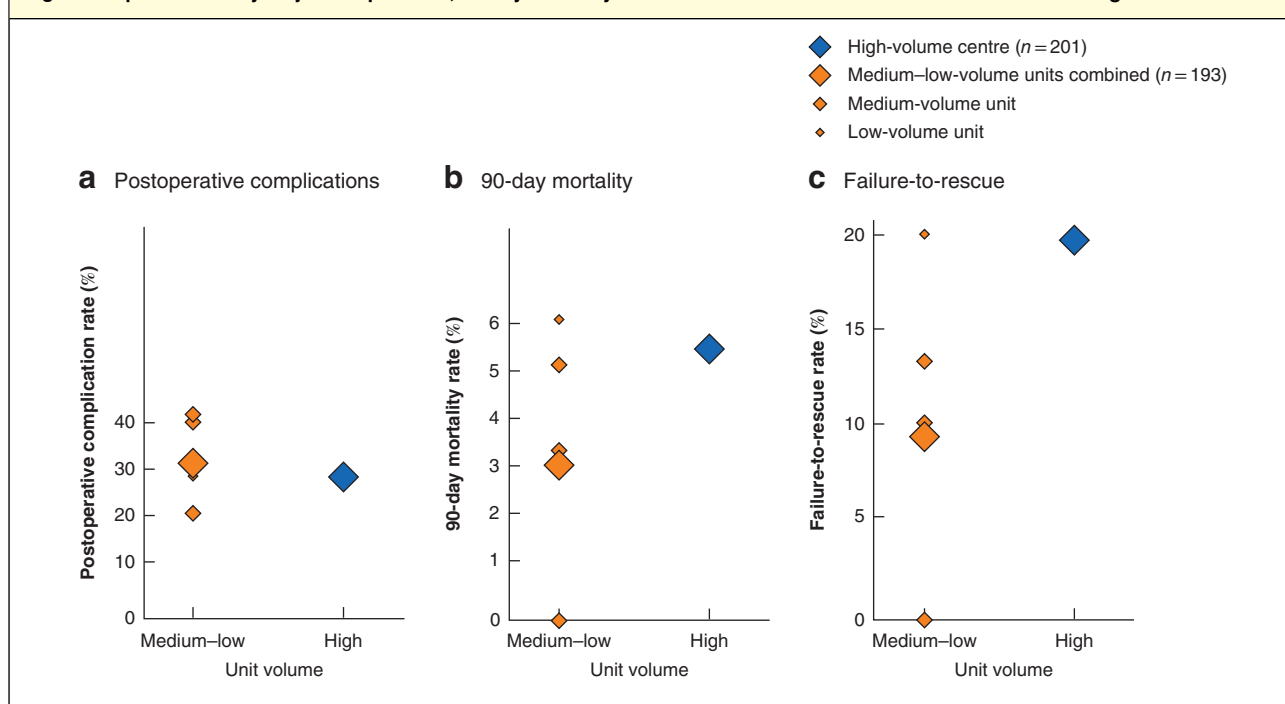 High-volume centre (n = 201)
Medium–low-volume units combined (n = 193)
Medium-volume unit
Low-volume unit
a Postoperative complications
Postoperative complication rate (%)
40
30
20
10
0
Medium–low High
Unit volume
b 90-day mortality
90-day mortality rate (%)
6
5
4
3
2
1
0
Medium–low High
Unit volume
c Failure-to-rescue
Failure-to-rescue rate (%)
20
15
10
5
0
Medium–low High
Unit volume